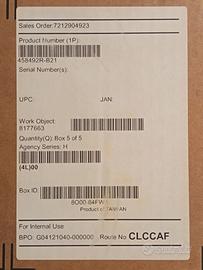 Sales Order:7212904923
Product Number (1P):
458492R-B21
Serial Number(s):
UPC:
JAN:
Work Object:
8177663
Quantity(Q): Box 5 of 5
Agency Series: H
(4L)00
Box ID:
Product of TAIWAN
For Internal Use
BPO: G04121040-000000 Route No CLCCAF